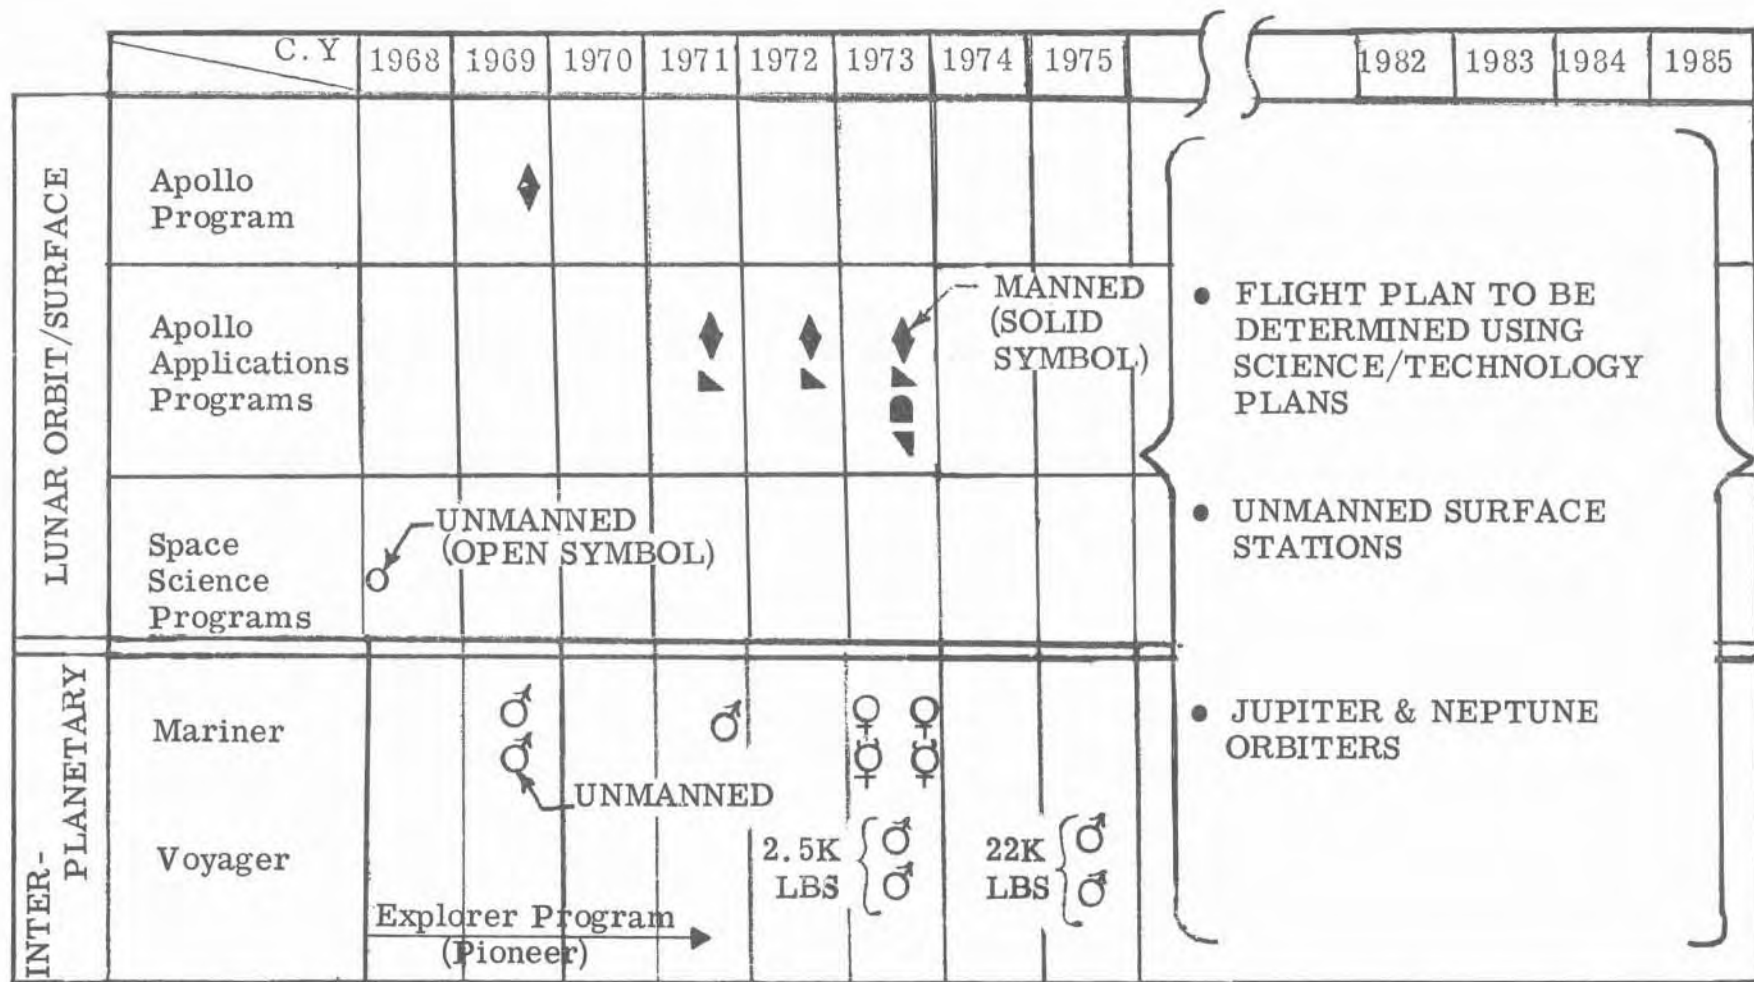 C.Y 1968 1969 1970 1971 1972 1973 1974 1975 1982 1983 1984 1985
LUNAR ORBIT/SURFACE
Apollo
Program
Apollo
Applications
Programs
MANNED
(SOLID
SYMBOL)
Space
Science
Programs
UNMANNED
(OPEN SYMBOL)
INTER-
PLANETARY
Mariner
UNMANNED
Voyager
2.5K
LBS
22K
LBS
Explorer Program
(Pioneer)
• FLIGHT PLAN TO BE
DETERMINED USING
SCIENCE/TECHNOLOGY
PLANS
• UNMANNED SURFACE
STATIONS
• JUPITER & NEPTUNE
ORBITERS